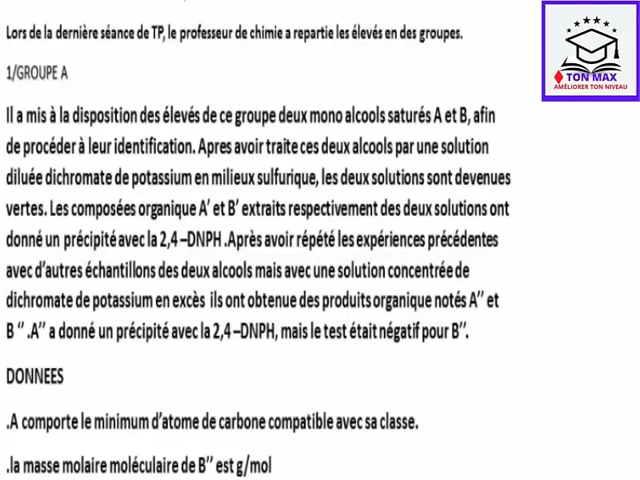 Lors de la dernière séance de TP, le professeur de chimie a repartie les élevés en des groupes.
TON MAX
AMÉLIORER TON NIVEAU
1/GROUPE A
Il a mis à la disposition des élevés de ce groupe deux mono alcools saturés A et B, afin
de procéder à leur identification. Apres avoir traite ces deux alcools par une solution
diluée dichromate de potassium en milieux sulfurique, les deux solutions sont devenues
vertes. Les composées organique A’ et B’ extraits respectivement des deux solutions ont
donné un précipité avec la 2,4 –DNPH .Après avoir répété les expériences précédentes
avec d’autres échantillons des deux alcools mais avec une solution concentrée de
dichromate de potassium en excès ils ont obtenue des produits organique notés A’’ et
B ‘’ .A’’ a donné un précipité avec la 2,4 –DNPH, mais le test était négatif pour B’’.
DONNEES
.A comporte le minimum d’atome de carbone compatible avec sa classe.
.la masse molaire moléculaire de B’’ est g/mol